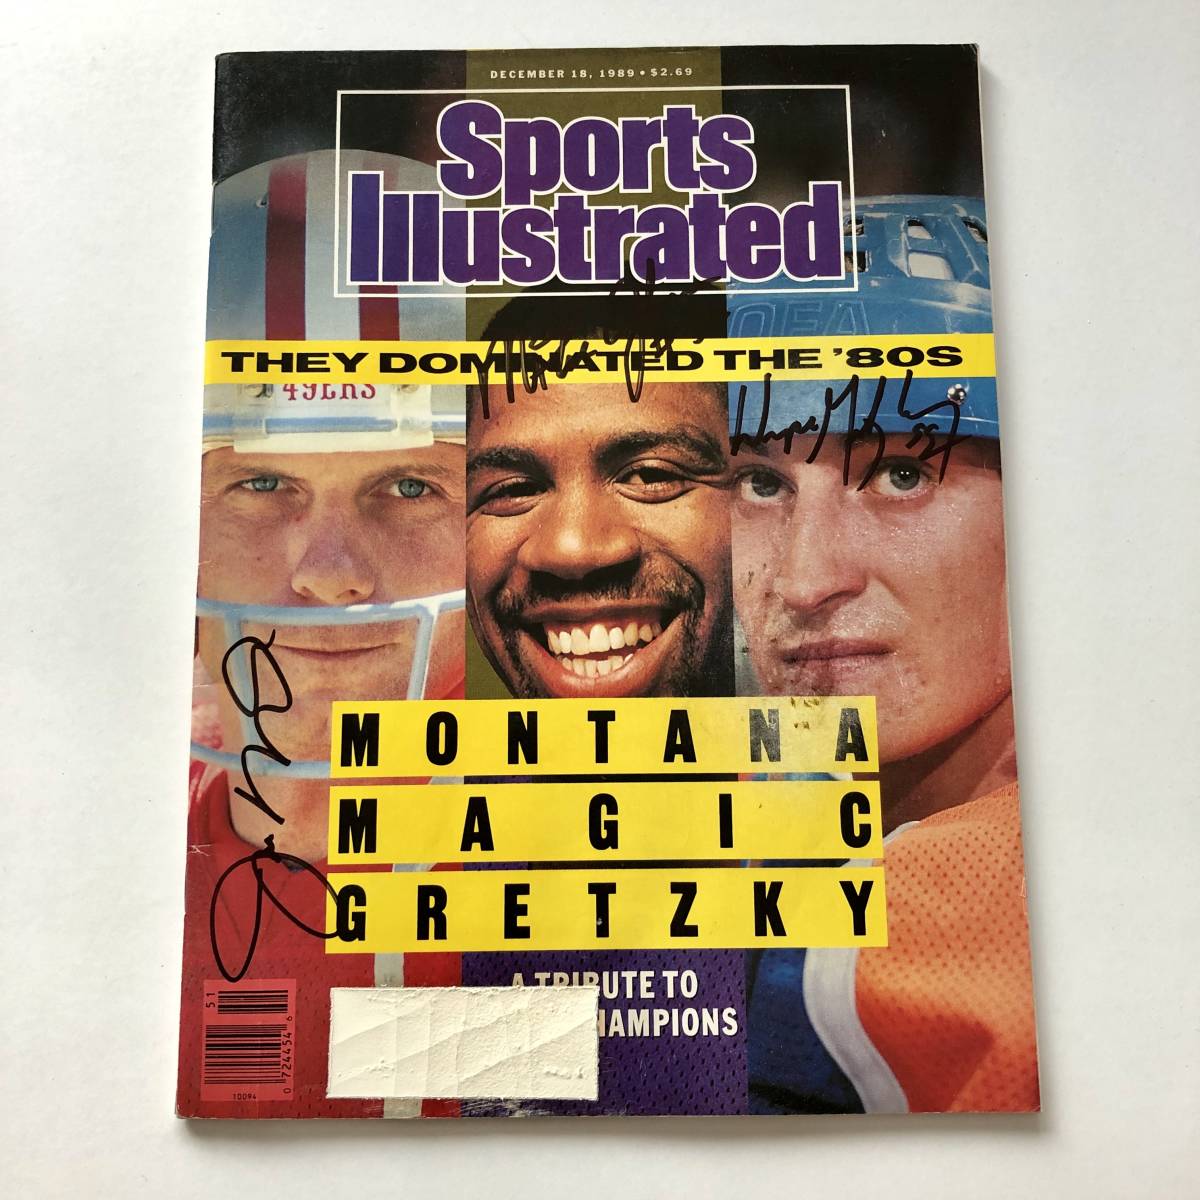 DECEMBER 18, 1989 • $2.69
Sports
Illustrated
THEY DOMINATED THE '80S
49ERS
MONTANA
MAGIC
GRETZKY
A TRIBUTE TO
HAMPIONS
51
0 724454 6
10094